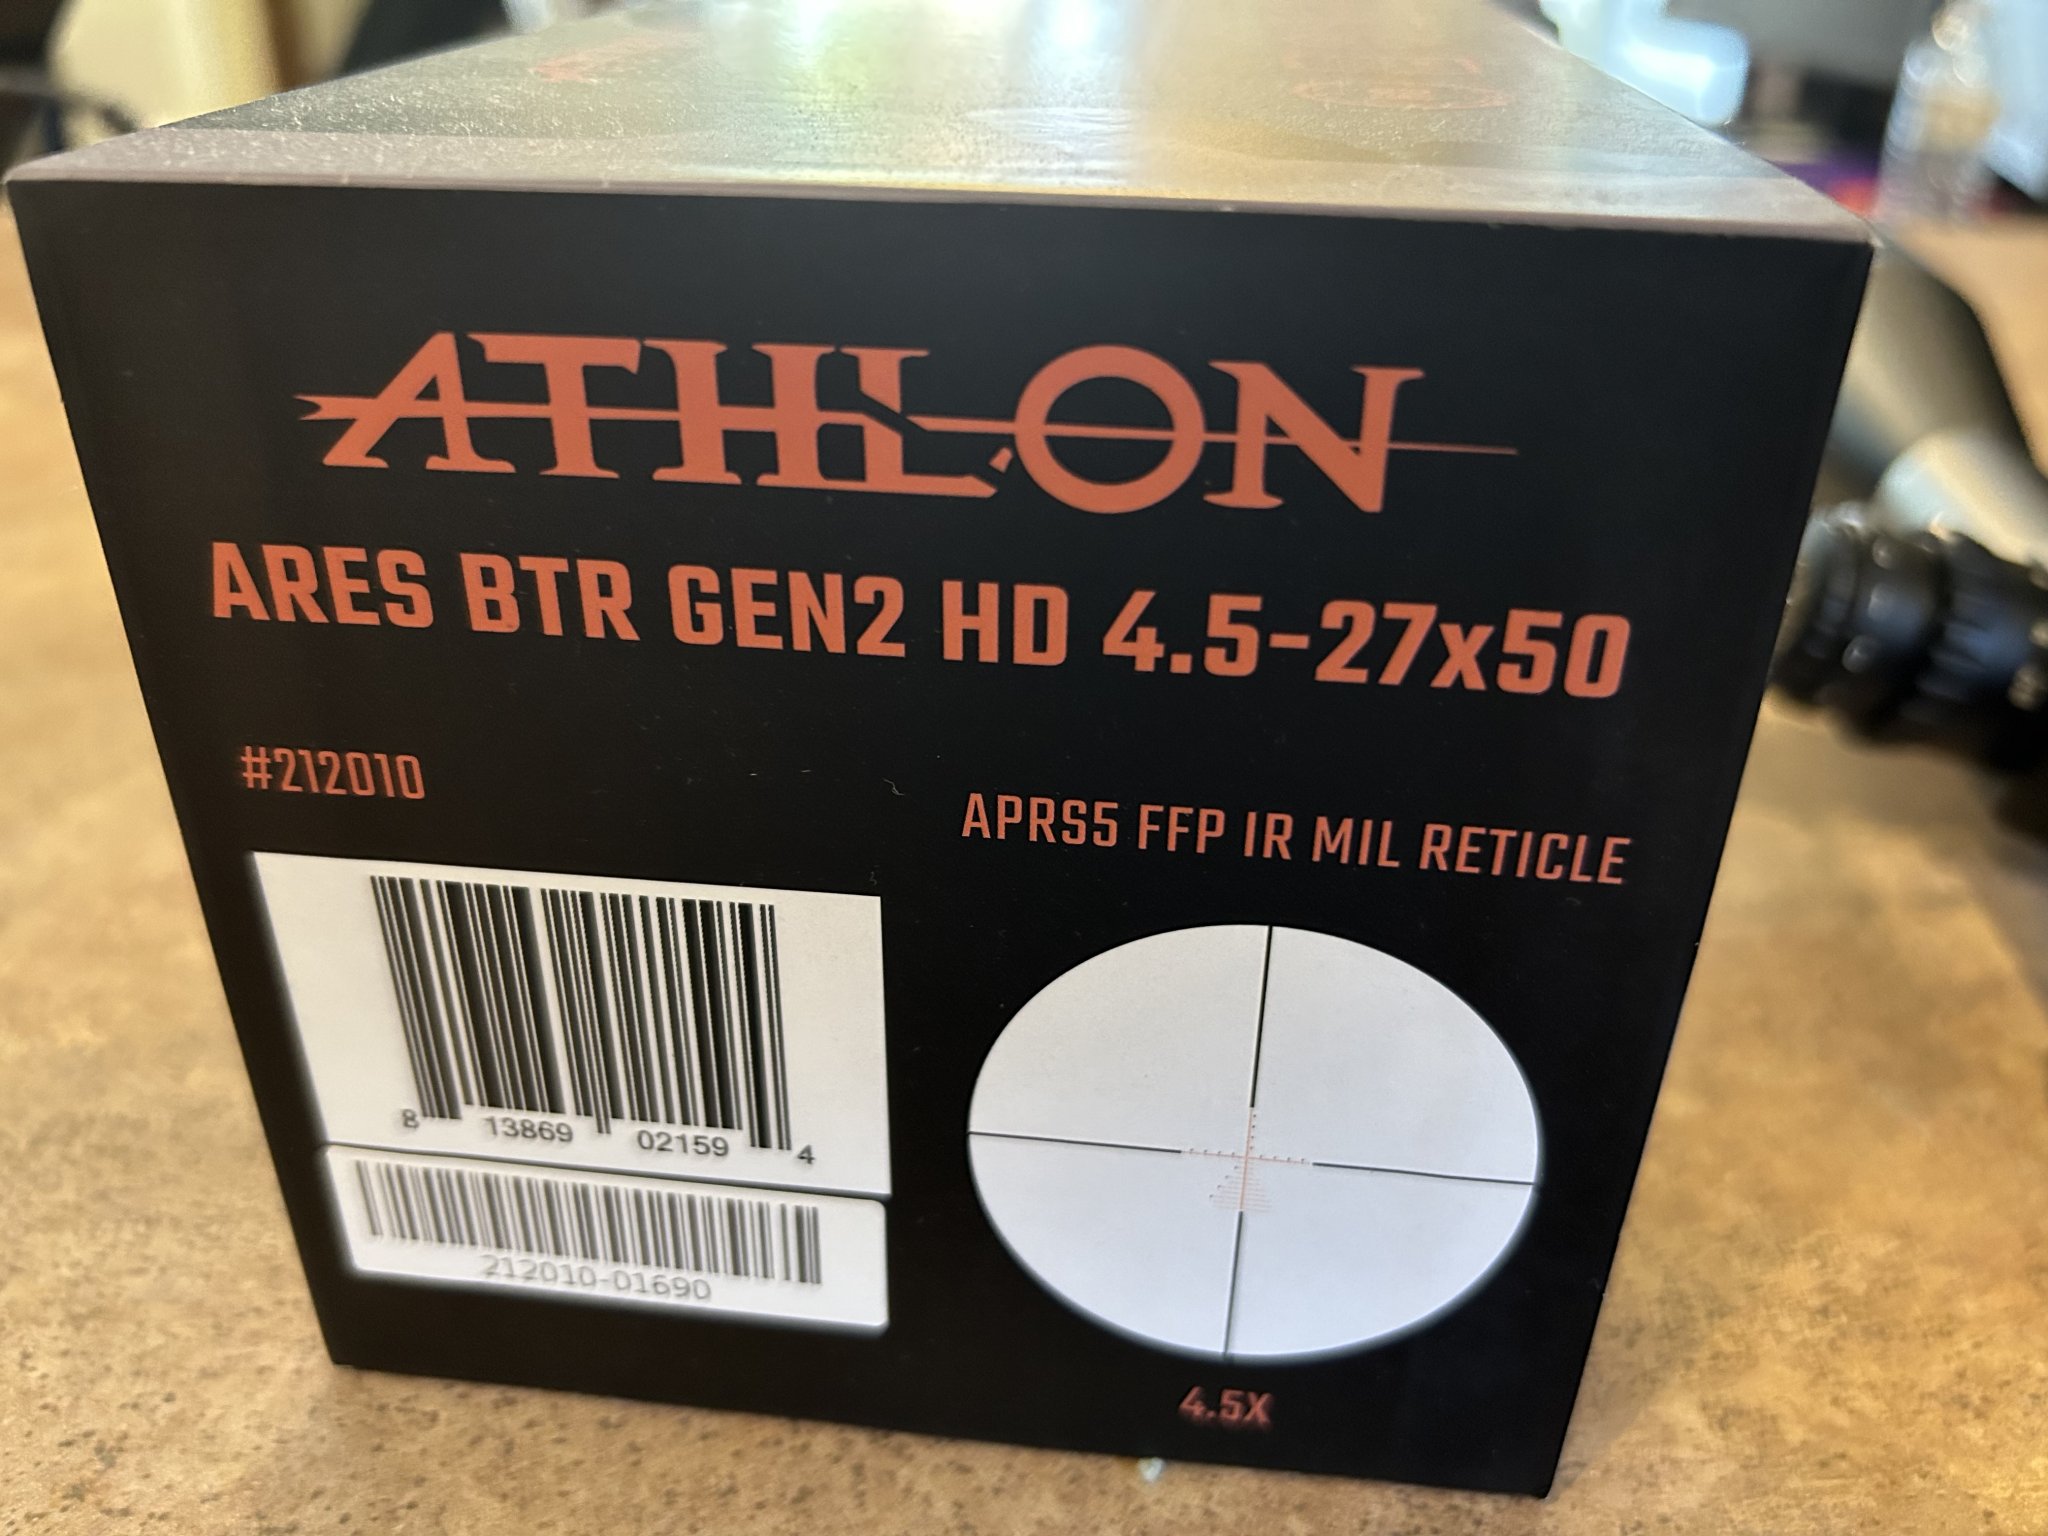 ATHLON
ARES BTR GEN2 HD 4.5-27x50
#212010
APRS5 FFP IR MIL RETICLE
8 13869 02159 4
212010-01690
4.5X